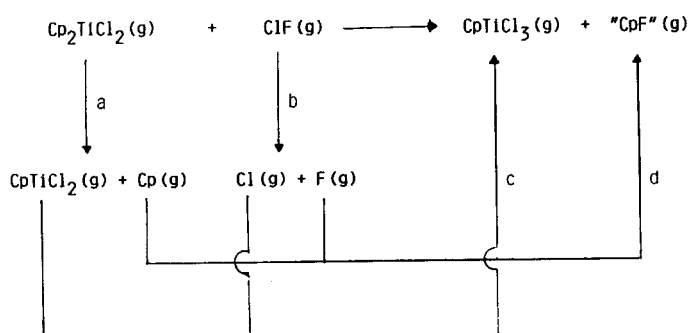 Cp₂TiCl₂(g) + ClF(g) → CpTiCl₃(g) + "CpF"(g)
a b
c d
CpTiCl₂(g) + Cp(g) Cl(g) + F(g)